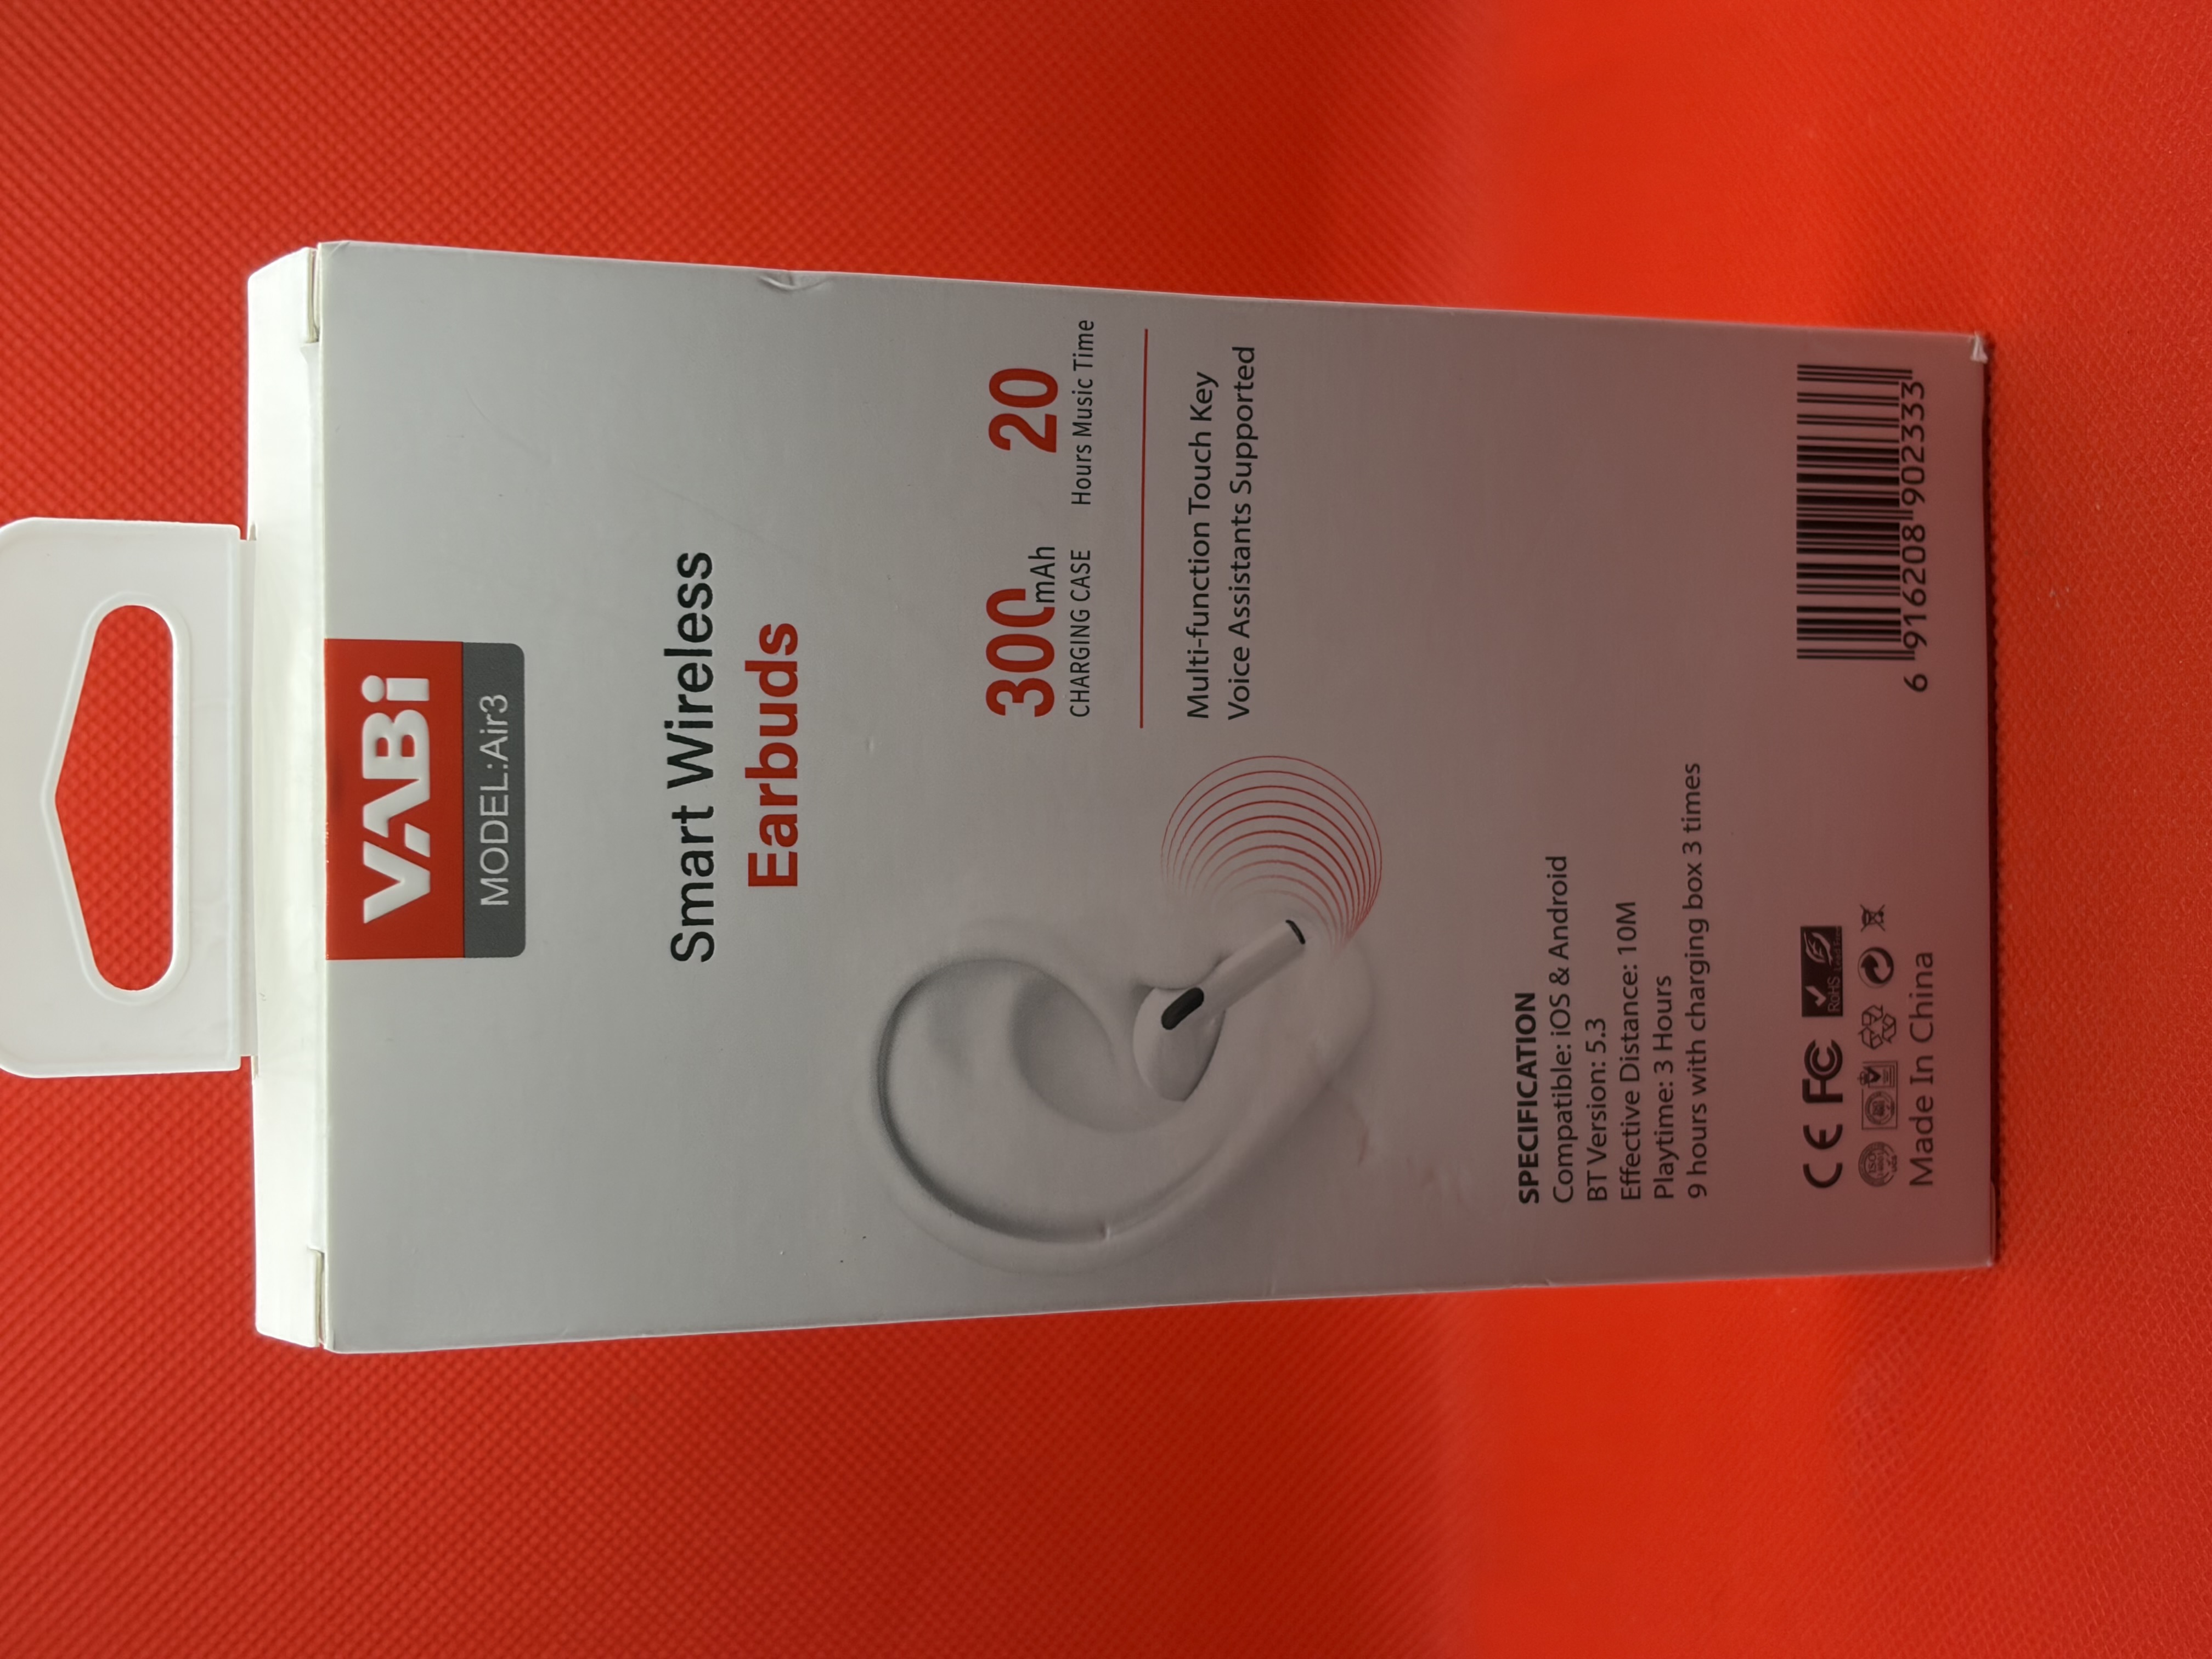 VABi
MODEL:Air3
Smart Wireless
Earbuds
300mAh
CHARGING CASE
20
Hours Music Time
Multi-function Touch Key
Voice Assistants Supported
SPECIFICATION
Compatible: iOS & Android
BT Version: 5.3
Effective Distance: 10M
Playtime: 3 Hours
9 hours with charging box 3 times
CE FC
RoHS
ISO
Made In China
6 916208 902333